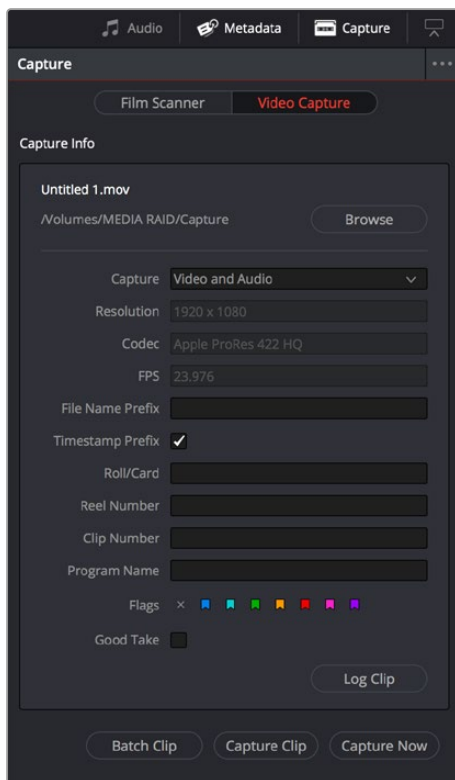 Audio Metadata Capture
Capture
Film Scanner Video Capture
Capture Info
Untitled 1.mov
/Volumes/MEDIA RAID/Capture Browse
Capture Video and Audio
Resolution 1920 x 1080
Codec Apple ProRes 422 HQ
FPS 23.976
File Name Prefix
Timestamp Prefix
Roll/Card
Reel Number
Clip Number
Program Name
Flags
Good Take
Log Clip
Batch Clip Capture Clip Capture Now